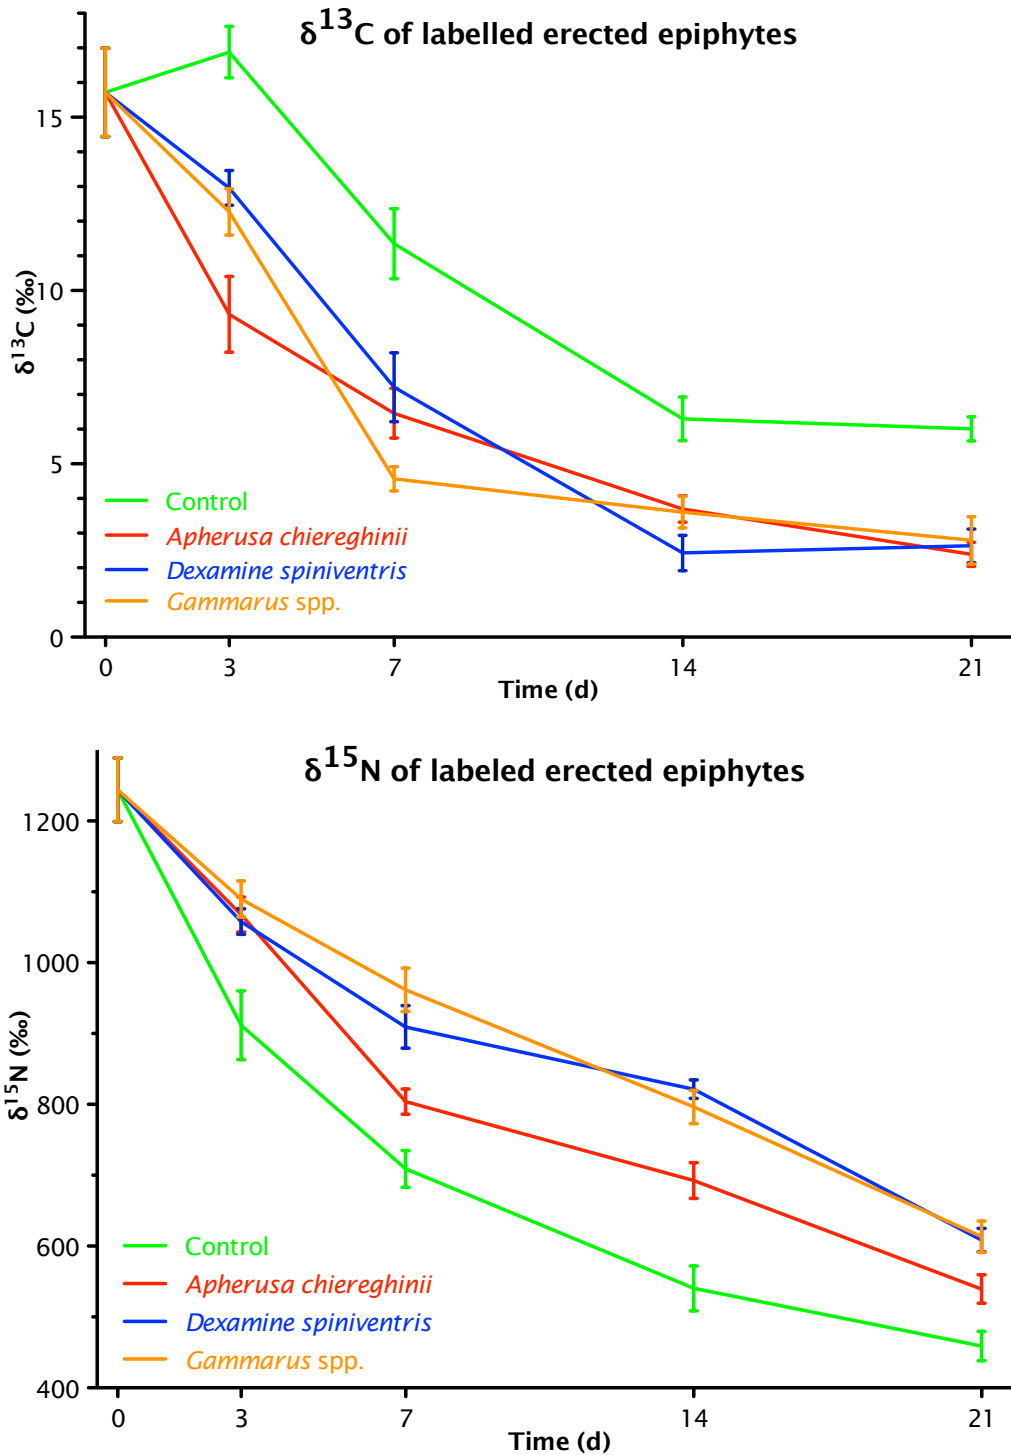 δ13C of labelled erected epiphytes
δ13C (‰)
15
10
5
0
Control
Apherusa chiereghinii
Dexamine spiniventris
Gammarus spp.
0 3 7 14 21
Time (d)
δ15N of labeled erected epiphytes
δ15N (‰)
1200
1000
800
600
400
Control
Apherusa chiereghinii
Dexamine spiniventris
Gammarus spp.
0 3 7 14 21
Time (d)